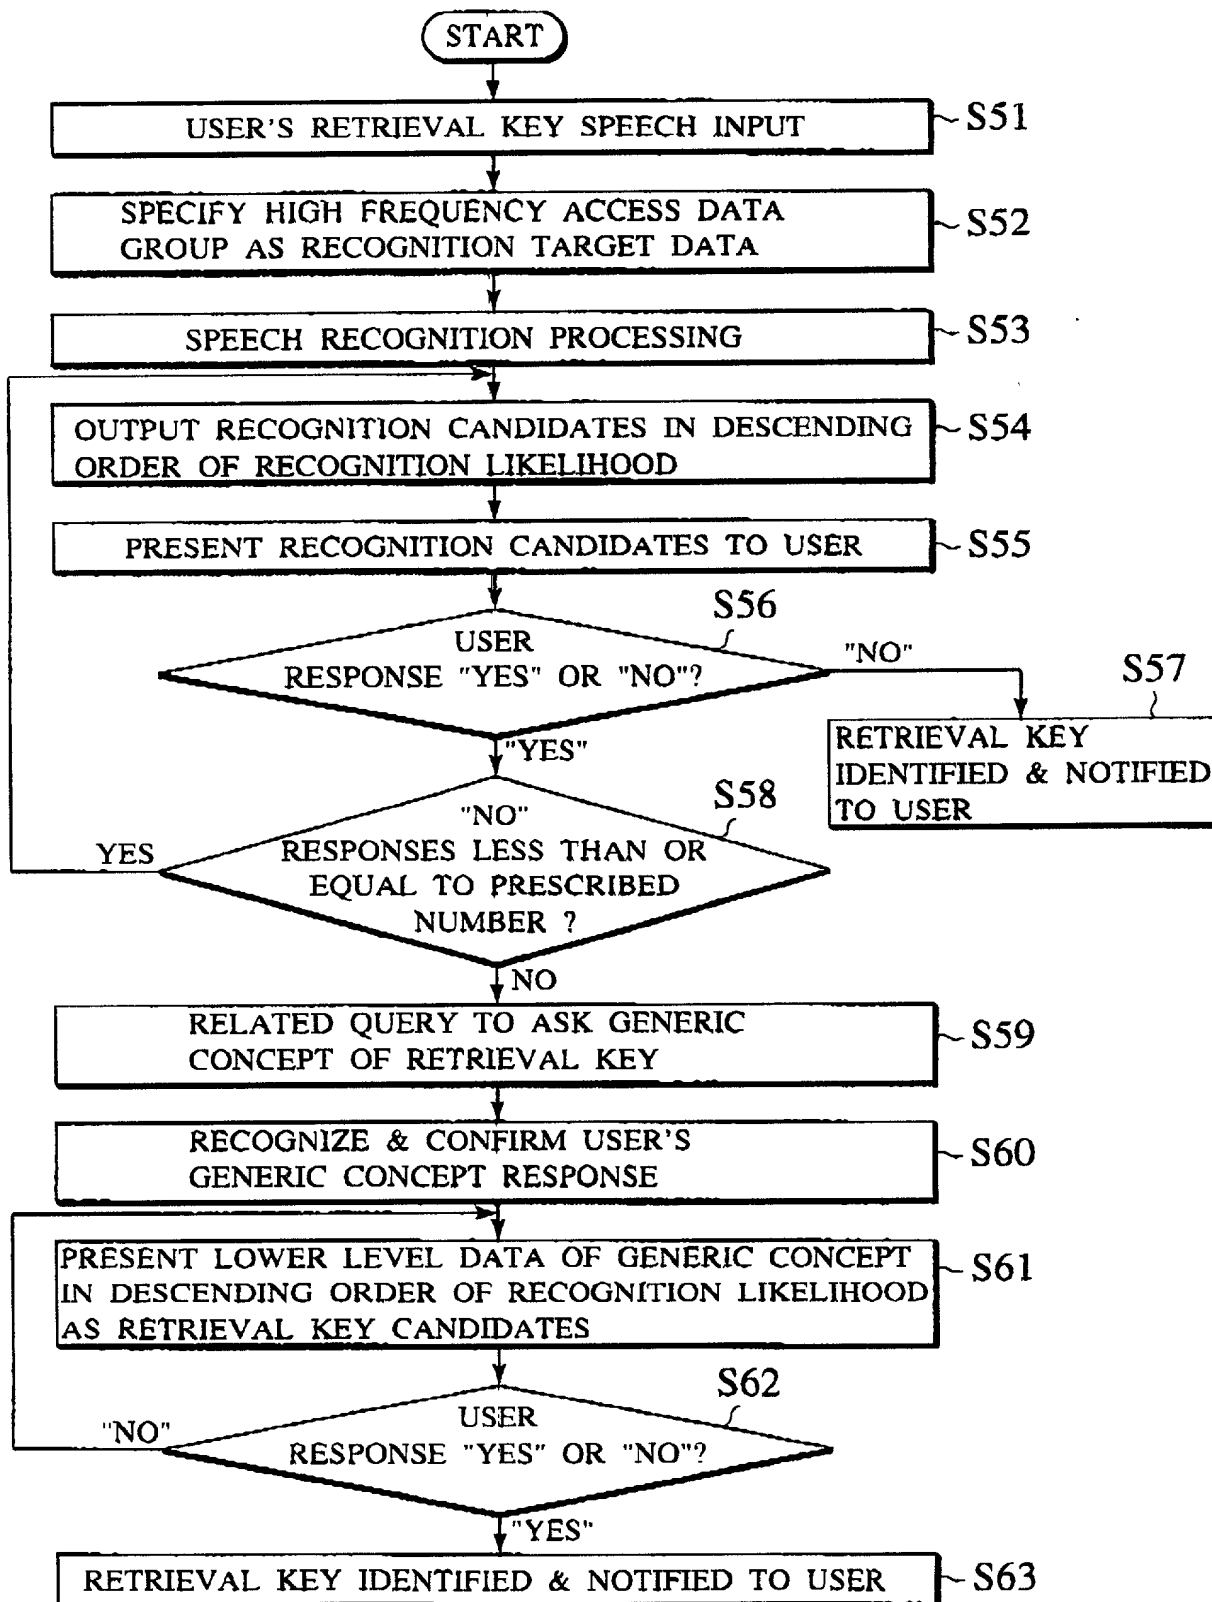 START
USER'S RETRIEVAL KEY SPEECH INPUT
S51
SPECIFY HIGH FREQUENCY ACCESS DATA
GROUP AS RECOGNITION TARGET DATA
S52
SPEECH RECOGNITION PROCESSING
S53
OUTPUT RECOGNITION CANDIDATES IN DESCENDING
ORDER OF RECOGNITION LIKELIHOOD
S54
PRESENT RECOGNITION CANDIDATES TO USER
S55
S56
USER
RESPONSE "YES" OR "NO"?
"NO"
S57
RETRIEVAL KEY
IDENTIFIED & NOTIFIED
TO USER
"YES"
S58
"NO"
RESPONSES LESS THAN OR
EQUAL TO PRESCRIBED
NUMBER ?
YES
NO
RELATED QUERY TO ASK GENERIC
CONCEPT OF RETRIEVAL KEY
S59
RECOGNIZE & CONFIRM USER'S
GENERIC CONCEPT RESPONSE
S60
PRESENT LOWER LEVEL DATA OF GENERIC CONCEPT
IN DESCENDING ORDER OF RECOGNITION LIKELIHOOD
AS RETRIEVAL KEY CANDIDATES
S61
S62
USER
RESPONSE "YES" OR "NO"?
"NO"
"YES"
RETRIEVAL KEY IDENTIFIED & NOTIFIED TO USER
S63